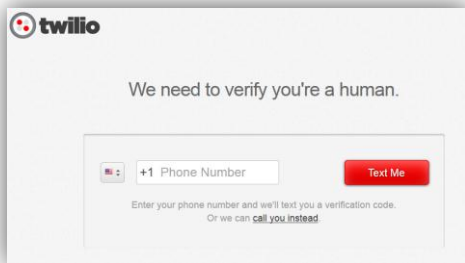 twilio
We need to verify you're a human.
+1 Phone Number
Text Me
Enter your phone number and we'll text you a verification code.
Or we can call you instead.